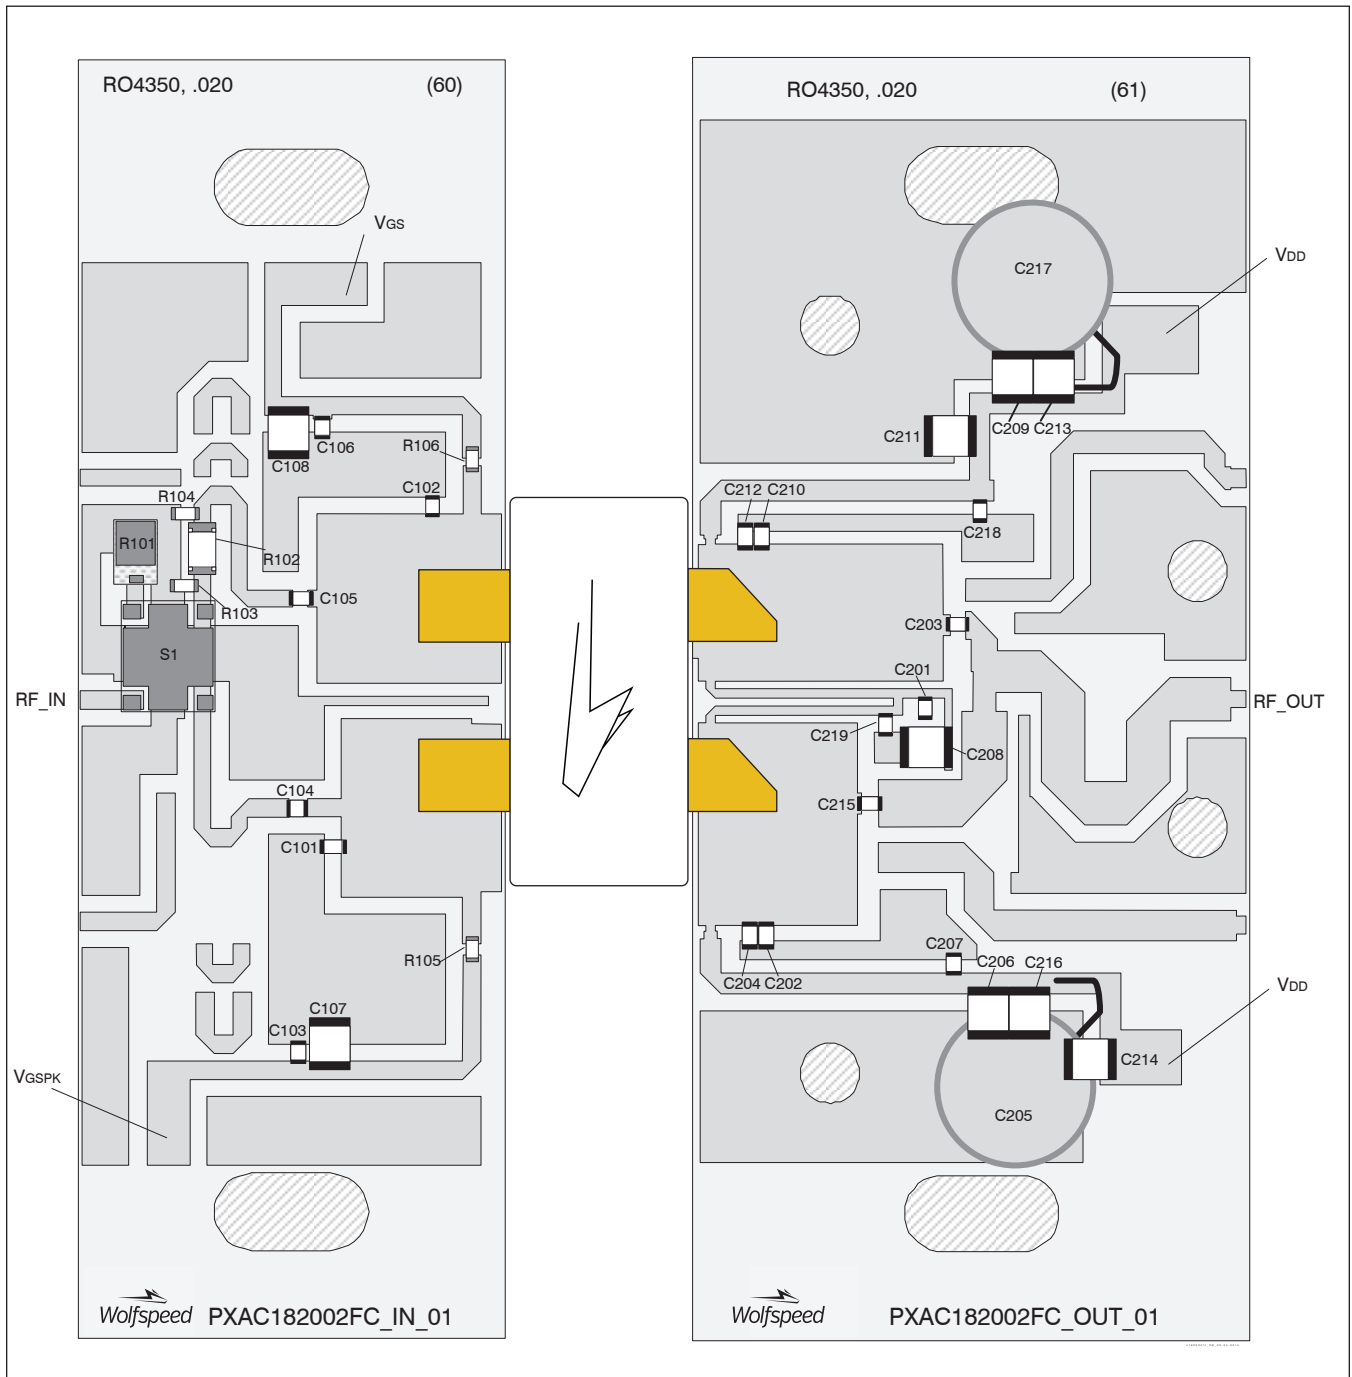 RO4350, .020 (60)
RO4350, .020 (61)
VGS
C217
VDD
C106
C108
R106
C102
R104
R101
R102
C105
R103
S1
RF_IN
C104
C101
R105
C107
C103
VGSPK
C209 C213
C211
C212 C210
C218
C203
C201
C219
C208
RF_OUT
C215
C207
C206 C216
C204 C202
VDD
C214
C205
Wolfspeed PXAC182002FC_IN_01
Wolfspeed PXAC182002FC_OUT_01